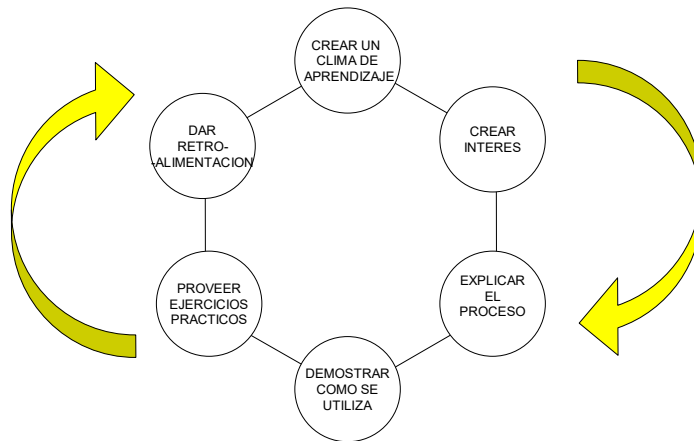 CREAR UN
CLIMA DE
APRENDIZAJE
CREAR
INTERES
EXPLICAR
EL
PROCESO
DEMOSTRAR
COMO SE
UTILIZA
PROVEER
EJERCICIOS
PRACTICOS
DAR
RETRO-
-ALIMENTACION